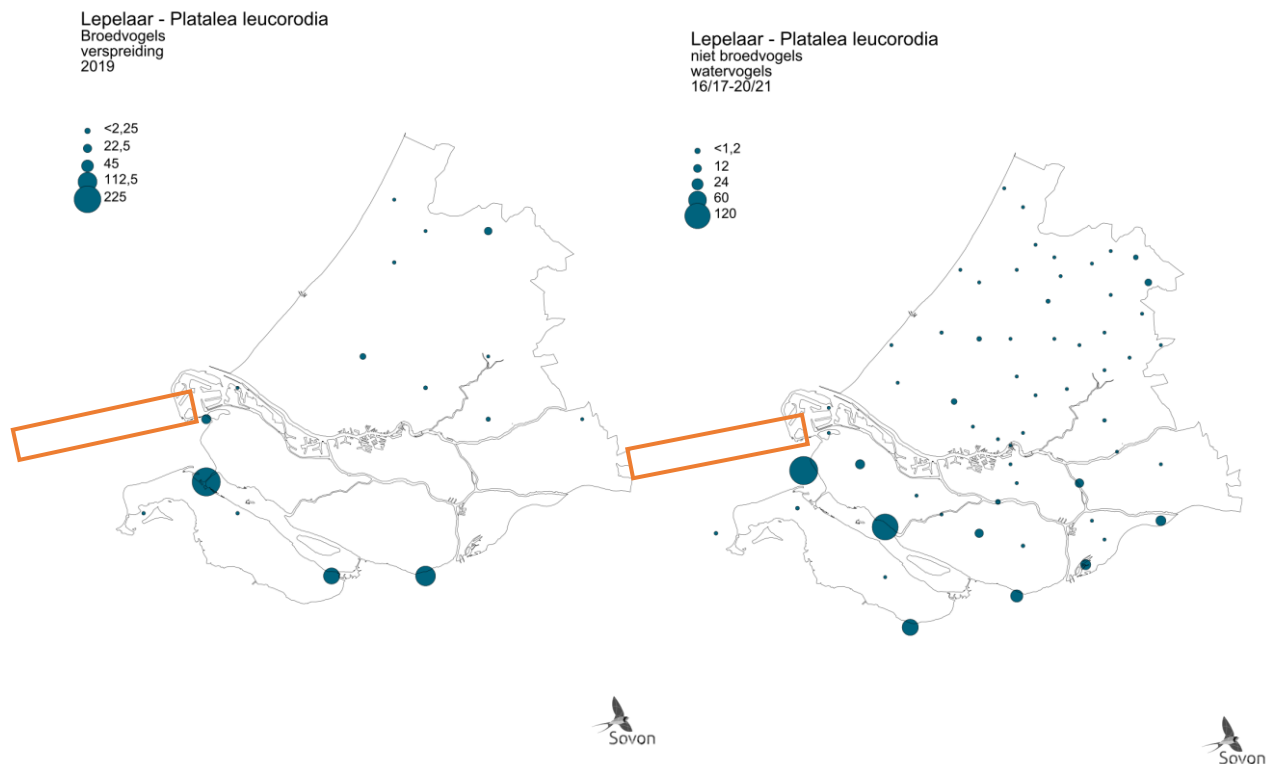 Lepelaar - Platalea leucorodia
Broedvogels
verspreiding
2019
<2,25
22,5
45
112,5
225
Sovon
Lepelaar - Platalea leucorodia
niet broedvogels
watervogels
16/17-20/21
<1,2
12
24
60
120
Sovon